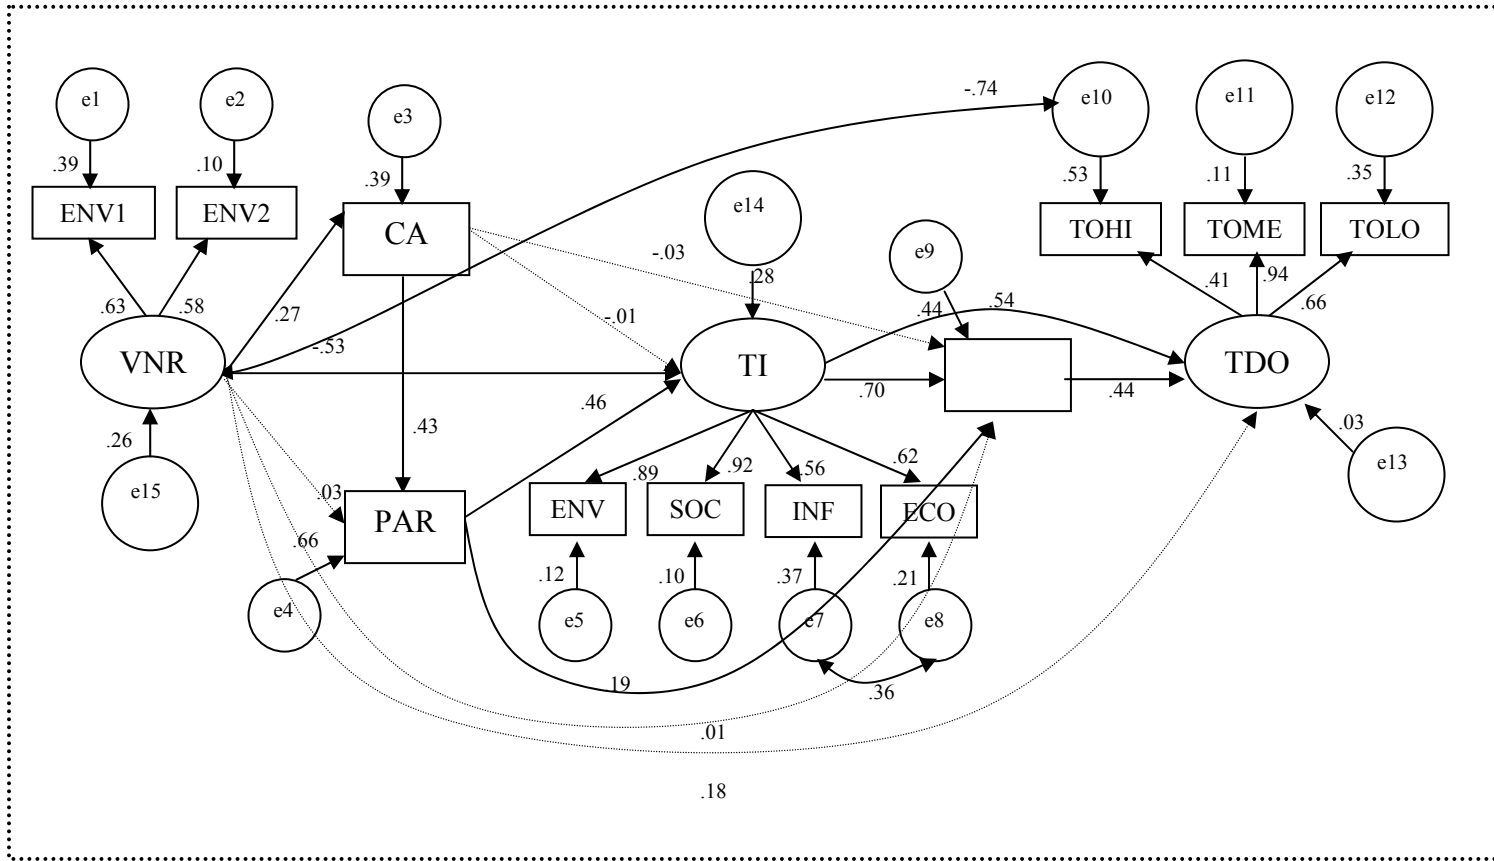 e1
e2
e3
-.74
e10
e11
e12
.39
.10
.39
.53
.11
.35
ENV1
ENV2
CA
e14
e9
TOHI
TOME
TOLO
-.03
.28
.41
.94
.66
.63
.58
.27
-.01
.44
.54
-.53
VNR
TI
TDO
.70
.44
.46
.43
.03
.26
.89
.92
.56
.62
e13
e15
.03
PAR
ENV
SOC
INF
ECO
.66
.12
.10
.37
.21
e4
e5
e6
e7
e8
19
.36
.01
.18